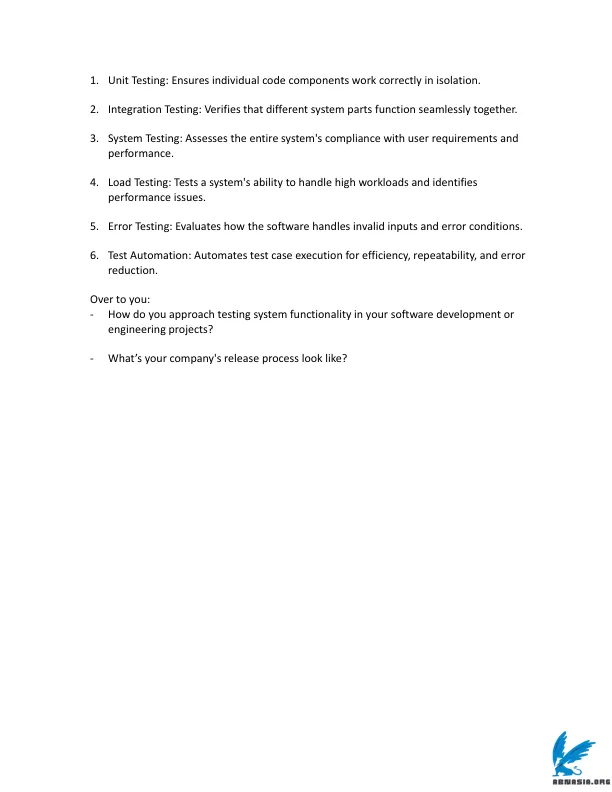 1. Unit Testing: Ensures individual code components work correctly in isolation.
2. Integration Testing: Verifies that different system parts function seamlessly together.
3. System Testing: Assesses the entire system's compliance with user requirements and
performance.
4. Load Testing: Tests a system's ability to handle high workloads and identifies
performance issues.
5. Error Testing: Evaluates how the software handles invalid inputs and error conditions.
6. Test Automation: Automates test case execution for efficiency, repeatability, and error
reduction.
Over to you:
- How do you approach testing system functionality in your software development or
engineering projects?
- What’s your company's release process look like?
ABNASIA.ORG